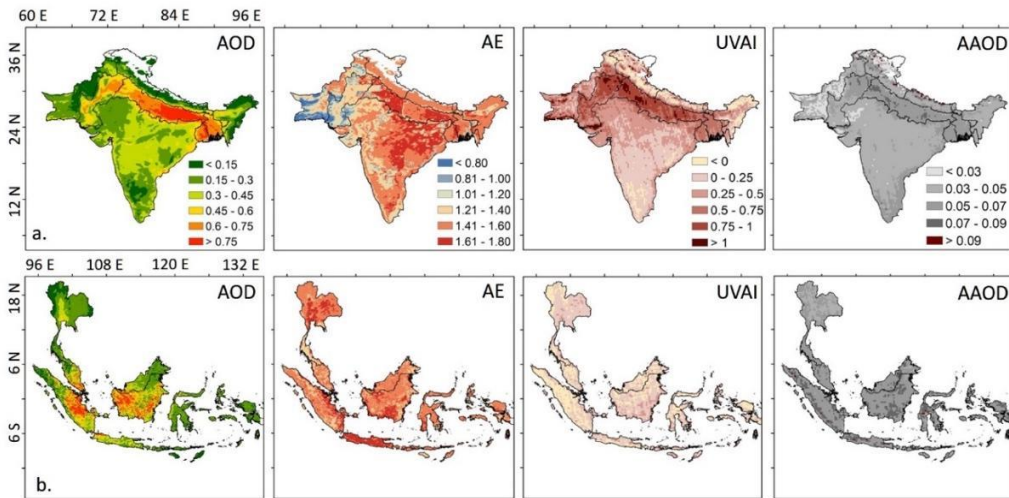 60 E 72 E 84 E 96 E
36 N
24 N
12 N
AOD
< 0.15
0.15 - 0.3
0.3 - 0.45
0.45 - 0.6
0.6 - 0.75
> 0.75
a.
AE
< 0.80
0.81 - 1.00
1.01 - 1.20
1.21 - 1.40
1.41 - 1.60
1.61 - 1.80
UVAI
< 0
0 - 0.25
0.25 - 0.5
0.5 - 0.75
0.75 - 1
> 1
AAOD
< 0.03
0.03 - 0.05
0.05 - 0.07
0.07 - 0.09
> 0.09
96 E 108 E 120 E 132 E
18 N
6 N
6 S
AOD
b.
AE
UVAI
AAOD